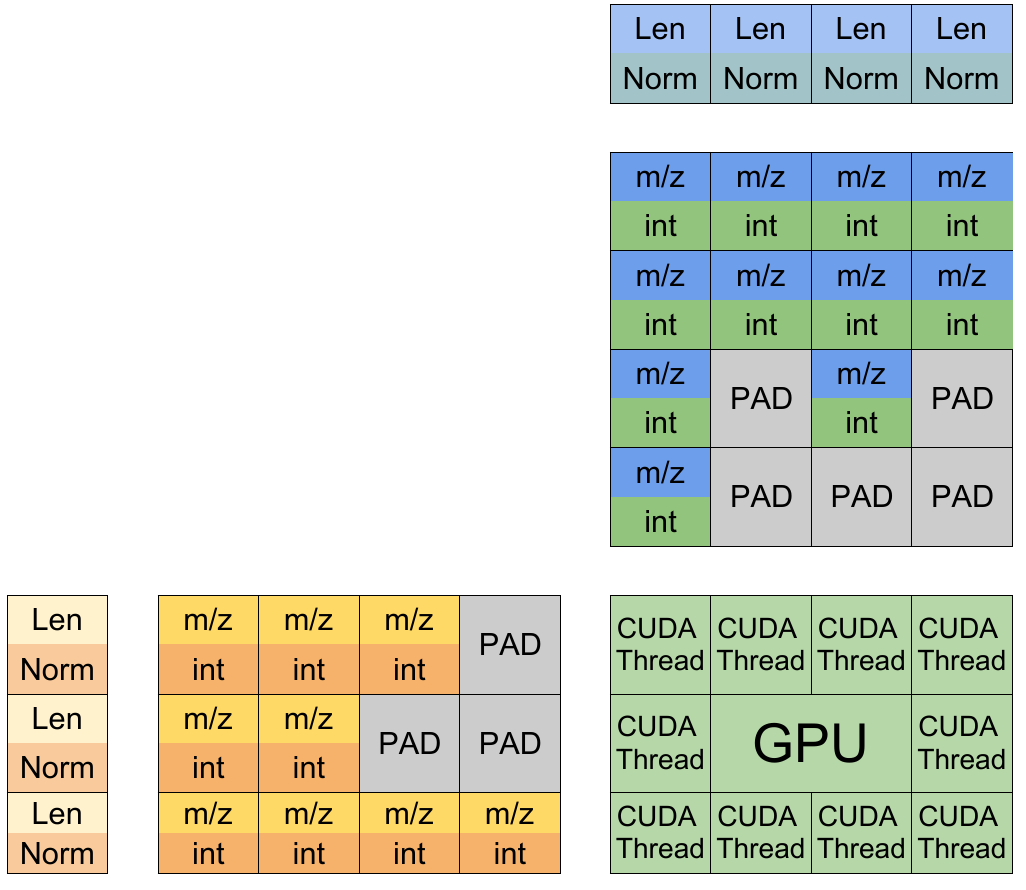 Len Len Len Len
Norm Norm Norm Norm
m/z m/z m/z m/z
int int int int
m/z m/z m/z m/z
int int int int
m/z PAD m/z PAD
int int
m/z PAD PAD PAD
int
Len m/z m/z m/z PAD CUDA CUDA CUDA CUDA
Norm int int int Thread Thread Thread Thread
Len m/z m/z PAD PAD CUDA GPU CUDA
Norm int int Thread Thread
Len m/z m/z m/z m/z CUDA CUDA CUDA CUDA
Norm int int int int Thread Thread Thread Thread